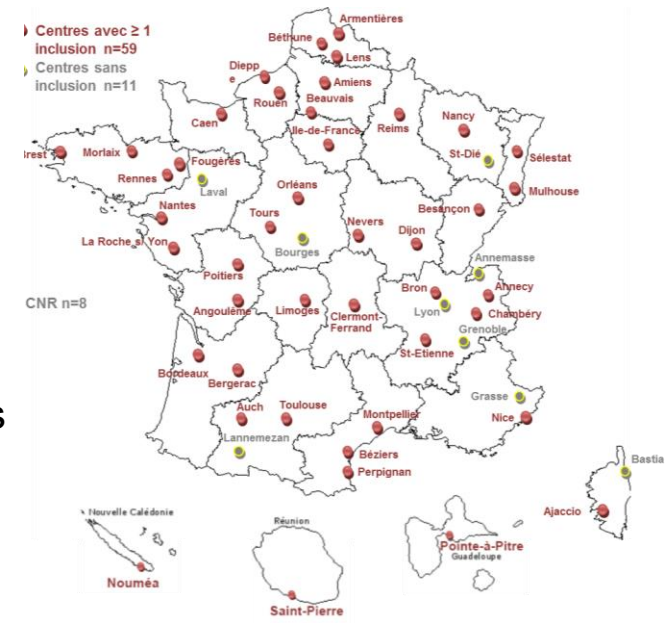 Centres avec ≥ 1
inclusion n=59
Centres sans
inclusion n=11
Armentières
Béthune
Lens
Diepp
e
Amiens
Rouen
Beauvais
Caen
Ile-de-France
Reims
Nancy
St-Dié
Sélestat
Mulhouse
Brest
Morlaix
Fougères
Rennes
Laval
Orléans
Nantes
Tours
Nevers
Besançon
Dijon
La Roche s/ Yon
Bourges
Poitiers
Annemasse
CNR n=8
Bron
Annecy
Angoulème
Limoges
Clermont-
Ferrand
Lyon
Chambéry
Grenoble
St-Etienne
Bordeaux
Bergerac
Auch
Toulouse
Grasse
Montpellier
Nice
Lannemezan
Béziers
Perpignan
Bastia
Ajaccio
Nouvelle Calédonie
Nouméa
Réunion
Saint-Pierre
Pointe-à-Pitre
Guadeloupe
s